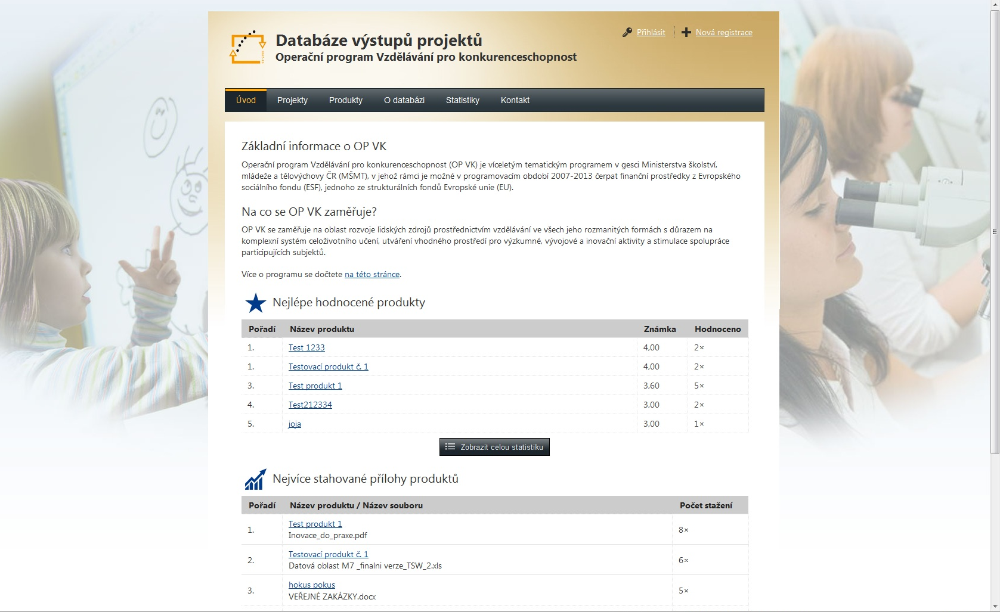 Databáze výstupů projektů
Operační program Vzdělávání pro konkurenceschopnost
Přihlásit
Nová registrace
Úvod Projekty Produkty O databázi Statistiky Kontakt
Základní informace o OP VK
Operační program Vzdělávání pro konkurenceschopnost (OP VK) je víceletým tematickým programem v gesci Ministerstva školství,
mládeže a tělovýchovy ČR (MŠMT), v jehož rámci je možné v programovacím období 2007-2013 čerpat finanční prostředky z Evropského
sociálního fondu (ESF), jednoho ze strukturálních fondů Evropské unie (EU).
Na co se OP VK zaměřuje?
OP VK se zaměřuje na oblast rozvoje lidských zdrojů prostřednictvím vzdělávání ve všech jeho rozmanitých formách s důrazem na
komplexní systém celoživotního učení, utváření vhodného prostředí pro výzkumné, vývojové a inovační aktivity a stimulace spolupráce
participujících subjektů.
Více o programu se dočtete na této stránce.
Nejlépe hodnocené produkty
Pořadí Název produktu Známka Hodnoceno
1. Test 1233 4,00 2×
1. Testovací produkt č. 1 4,00 2×
3. Test produkt 1 3,60 5×
4. Test212334 3,00 2×
5. joja 3,00 1×
Zobrazit celou statistiku
Nejvíce stahované přílohy produktů
Pořadí Název produktu / Název souboru Počet stažení
1. Test produkt 1 8×
Inovace_do_praxe.pdf
2. Testovací produkt č. 1 6×
Datová oblast M7 _finalni verze_TSW_2.xls
3. hokus pokus 5×
VEŘEJNÉ ZAKÁZKY.docx